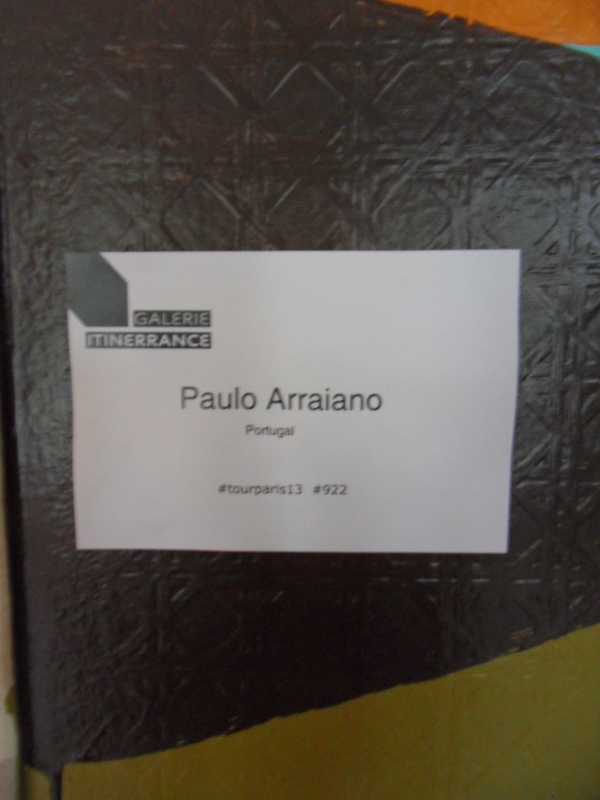 GALERIE
ITINERRANCE
Paulo Arraiano
Portugal
#tourparis13 #922